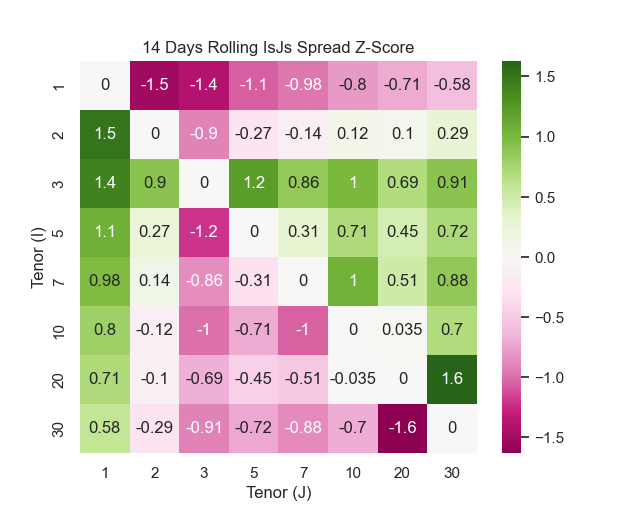 14 Days Rolling IsJs Spread Z-Score
1 0 -1.5 -1.4 -1.1 -0.98 -0.8 -0.71 -0.58
2 1.5 0 -0.9 -0.27 -0.14 0.12 0.1 0.29
3 1.4 0.9 0 1.2 0.86 1 0.69 0.91
5 1.1 0.27 -1.2 0 0.31 0.71 0.45 0.72
7 0.98 0.14 -0.86 -0.31 0 1 0.51 0.88
10 0.8 -0.12 -1 -0.71 -1 0 0.035 0.7
20 0.71 -0.1 -0.69 -0.45 -0.51 -0.035 0 1.6
30 0.58 -0.29 -0.91 -0.72 -0.88 -0.7 -1.6 0
1 2 3 5 7 10 20 30
Tenor (J)
Tenor (I)
1.5
1.0
0.5
0.0
−0.5
−1.0
−1.5